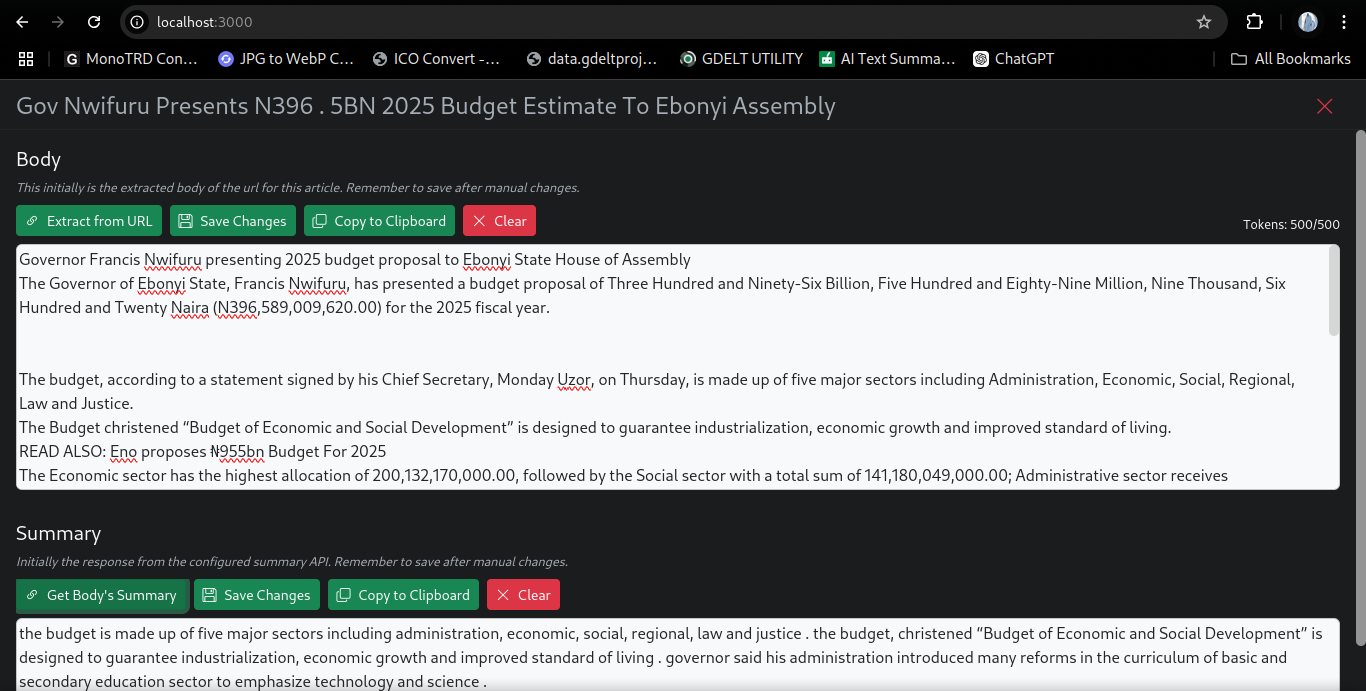 localhost:3000
MonoTRD Con...
JPG to WebP C...
ICO Convert -...
data.gdeltproj...
GDELT UTILITY
AI Text Summa...
ChatGPT
All Bookmarks
Gov Nwifuru Presents N396 . 5BN 2025 Budget Estimate To Ebonyi Assembly
Body
This initially is the extracted body of the url for this article. Remember to save after manual changes.
Extract from URL
Save Changes
Copy to Clipboard
Clear
Tokens: 500/500
Governor Francis Nwifuru presenting 2025 budget proposal to Ebonyi State House of Assembly
The Governor of Ebonyi State, Francis Nwifuru, has presented a budget proposal of Three Hundred and Ninety-Six Billion, Five Hundred and Eighty-Nine Million, Nine Thousand, Six
Hundred and Twenty Naira (N396,589,009,620.00) for the 2025 fiscal year.
The budget, according to a statement signed by his Chief Secretary, Monday Uzor, on Thursday, is made up of five major sectors including Administration, Economic, Social, Regional,
Law and Justice.
The Budget christened “Budget of Economic and Social Development” is designed to guarantee industrialization, economic growth and improved standard of living.
READ ALSO: Eno proposes ₦955bn Budget For 2025
The Economic sector has the highest allocation of 200,132,170,000.00, followed by the Social sector with a total sum of 141,180,049,000.00; Administrative sector receives
Summary
Initially the response from the configured summary API. Remember to save after manual changes.
Get Body's Summary
Save Changes
Copy to Clipboard
Clear
the budget is made up of five major sectors including administration, economic, social, regional, law and justice . the budget, christened “Budget of Economic and Social Development” is
designed to guarantee industrialization, economic growth and improved standard of living . governor said his administration introduced many reforms in the curriculum of basic and
secondary education sector to emphasize technology and science .